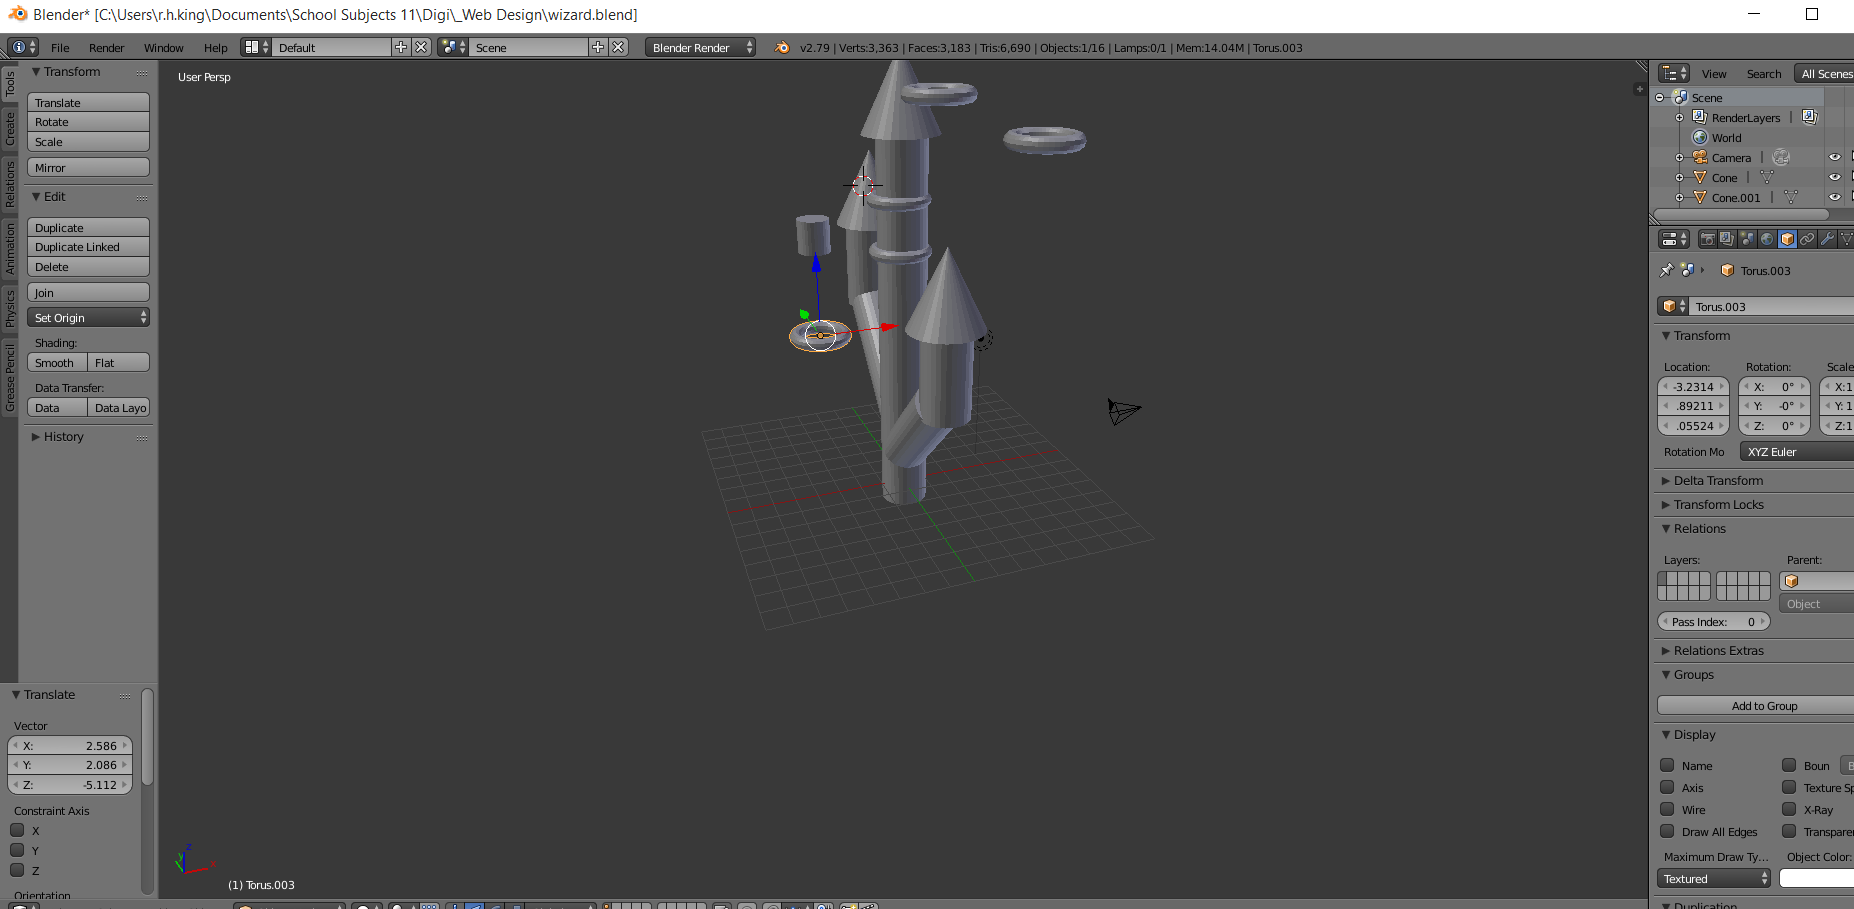 Blender* [C:\Users\r.h.king\Documents\School Subjects 11\Digi\_Web Design\wizard.blend]
File Render Window Help Default Scene Blender Render v2.79 | Verts:3,363 | Faces:3,183 | Tris:6,690 | Objects:1/16 | Lamps:0/1 | Mem:14.04M | Torus.003
Tools
Create
Relations
Animation
Physics
Grease Pencil
Transform
Translate
Rotate
Scale
Mirror
Edit
Duplicate
Duplicate Linked
Delete
Join
Set Origin
Shading:
Smooth Flat
Data Transfer:
Data Data Layo
History
Translate
Vector
X: 2.586
Y: 2.086
Z: -5.112
Constraint Axis
X
Y
Z
Orientation
User Persp
z
y
x
(1) Torus.003
View Search All Scenes
Scene
RenderLayers
World
Camera
Cone
Cone.001
Torus.003
Torus.003
Transform
Location: Rotation: Scale
-3.2314 X: 0° X:1
.89211 Y: -0° Y: 1
.05524 Z: 0° Z:1
Rotation Mo XYZ Euler
Delta Transform
Transform Locks
Relations
Layers: Parent:
Object
Pass Index: 0
Relations Extras
Groups
Add to Group
Display
Name Boun B
Axis Texture Sp
Wire X-Ray
Draw All Edges Transparen
Maximum Draw Ty... Object Color:
Textured
Duplication